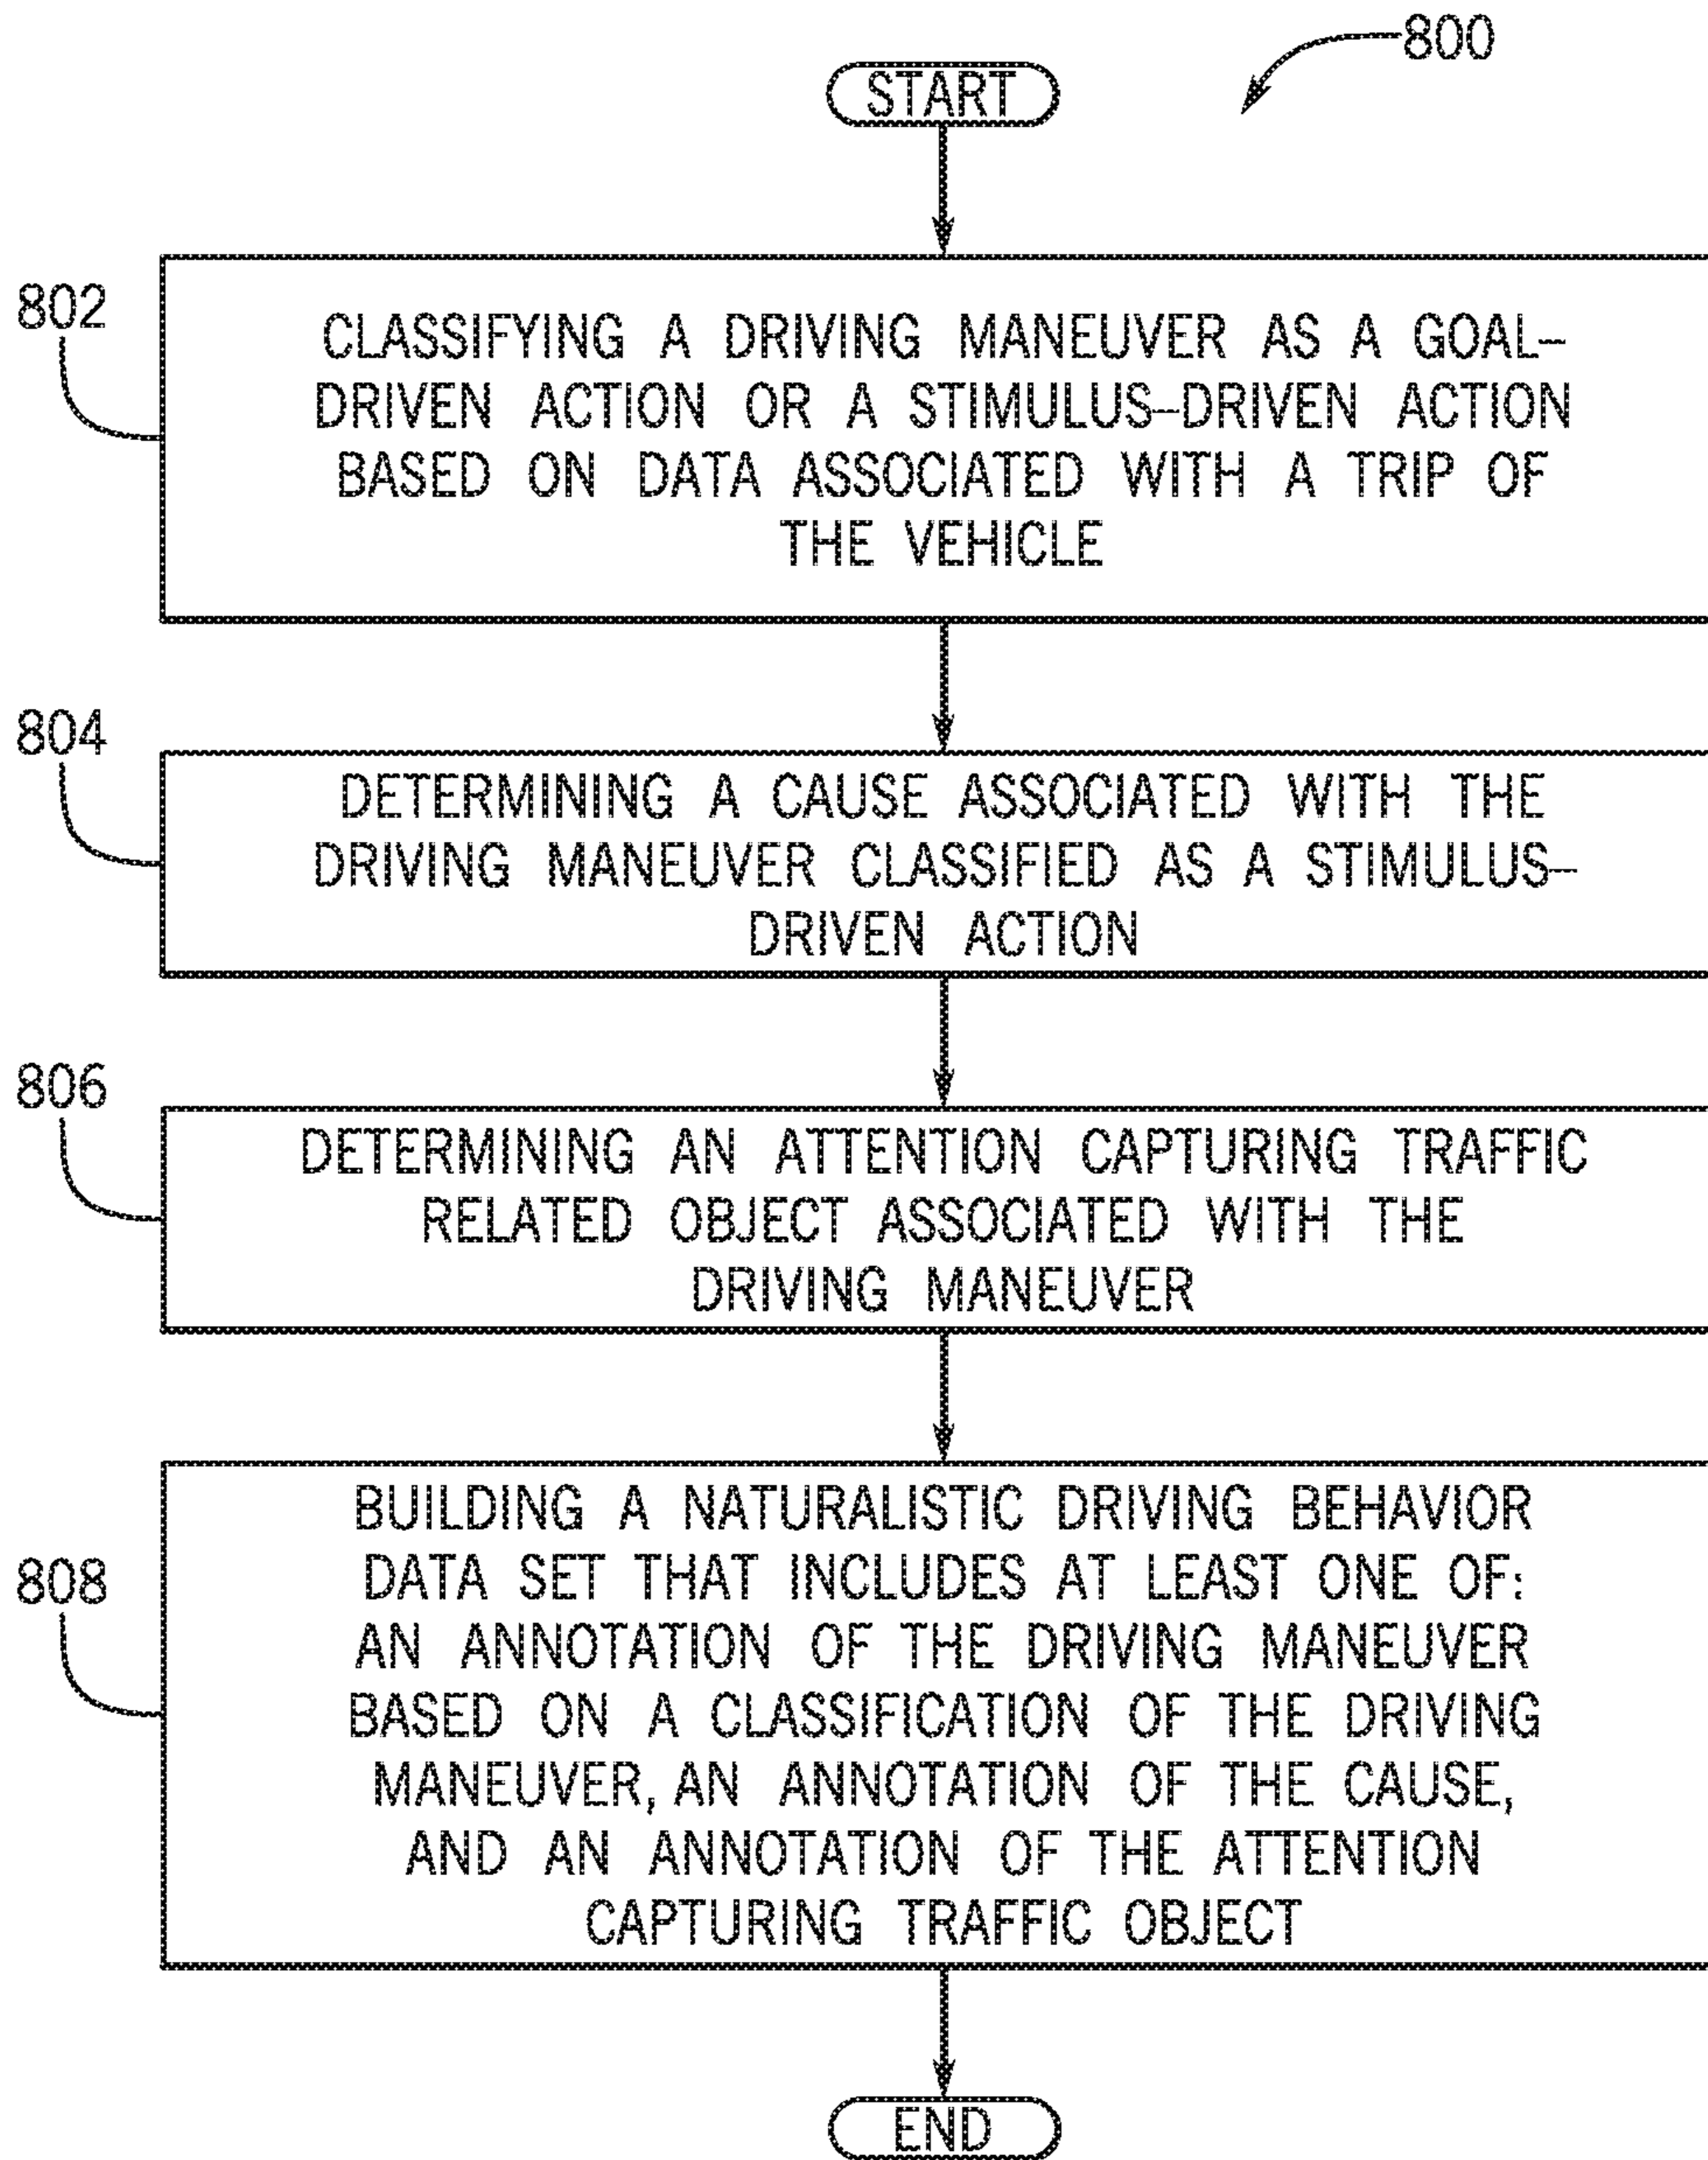 800
START
802
CLASSIFYING A DRIVING MANEUVER AS A GOAL-
DRIVEN ACTION OR A STIMULUS-DRIVEN ACTION
BASED ON DATA ASSOCIATED WITH A TRIP OF
THE VEHICLE
804
DETERMINING A CAUSE ASSOCIATED WITH THE
DRIVING MANEUVER CLASSIFIED AS A STIMULUS-
DRIVEN ACTION
806
DETERMINING AN ATTENTION CAPTURING TRAFFIC
RELATED OBJECT ASSOCIATED WITH THE
DRIVING MANEUVER
808
BUILDING A NATURALISTIC DRIVING BEHAVIOR
DATA SET THAT INCLUDES AT LEAST ONE OF:
AN ANNOTATION OF THE DRIVING MANEUVER
BASED ON A CLASSIFICATION OF THE DRIVING
MANEUVER, AN ANNOTATION OF THE CAUSE,
AND AN ANNOTATION OF THE ATTENTION
CAPTURING TRAFFIC OBJECT
END